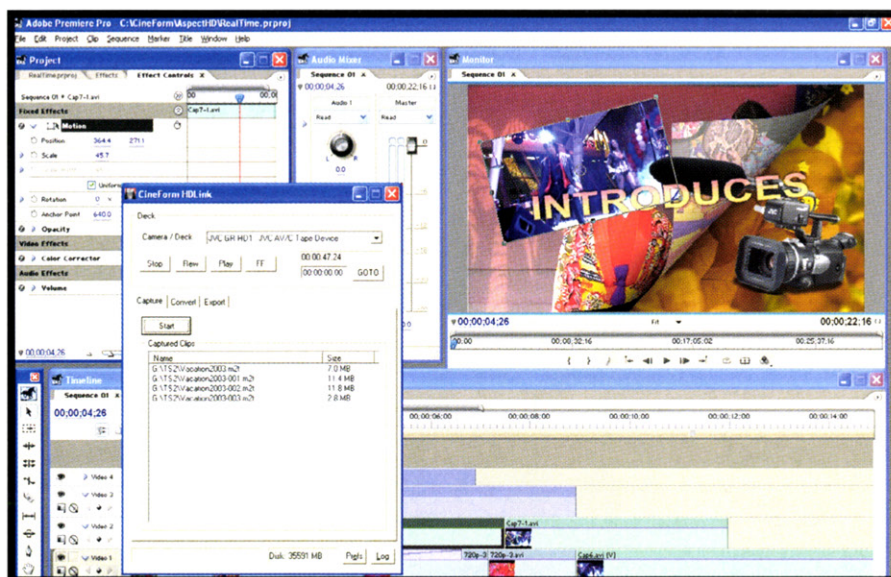 Adobe Premiere Pro C:\CineForm\AspectHD\RealTime.prproj
File Edit Project Clip Sequence Marker Title Window Help
Project
RealTime.prproj Effects Effect Controls x
Sequence 01 * Cap7-1.avi
Fixed Effects
Cap7-1.avi
Motion
Position 364.4 271.1
Scale 45.7
Rotation 0
Anchor Point 640.0
Opacity
Video Effects
Color Corrector
Audio Effects
Volume
00;00;04;26
Audio Mixer
Sequence 01 x
00;00;04;26 00;00;22;16
Audio 1 Master
Read Read
L R
0.0
Monitor
Sequence 01 x
INTRODUCES
00;00;04;26 Fit 00;00;22;16
00;00 00;08;32;16 00;17;05;02 00;25;37;16
CineForm HDLink
Deck
Camera / Deck JVC GR-HD1 JVC AV/C Tape Device
Stop Rew Play FF 00:00:47:24
00:00:00:00 GOTO
Capture Convert Export
Start
Captured Clips
Name Size
G:\TS2\Vacation2003.m2t 7.0 MB
G:\TS2\Vacation2003-001.m2t 11.4 MB
G:\TS2\Vacation2003-002.m2t 11.8 MB
G:\TS2\Vacation2003-003.m2t 2.8 MB
Disk: 35591 MB Prefs Log
Timeline
Sequence 01 x
00;00;04;26
00;00;06;00 00;00;08;00 00;00;10;00 00;00;12;00 00;00;14;00
Video 4
Video 3
Video 2
Cap7-1.avi
Video 1
720p-3 720p-3.avi Cap6.avi [V]